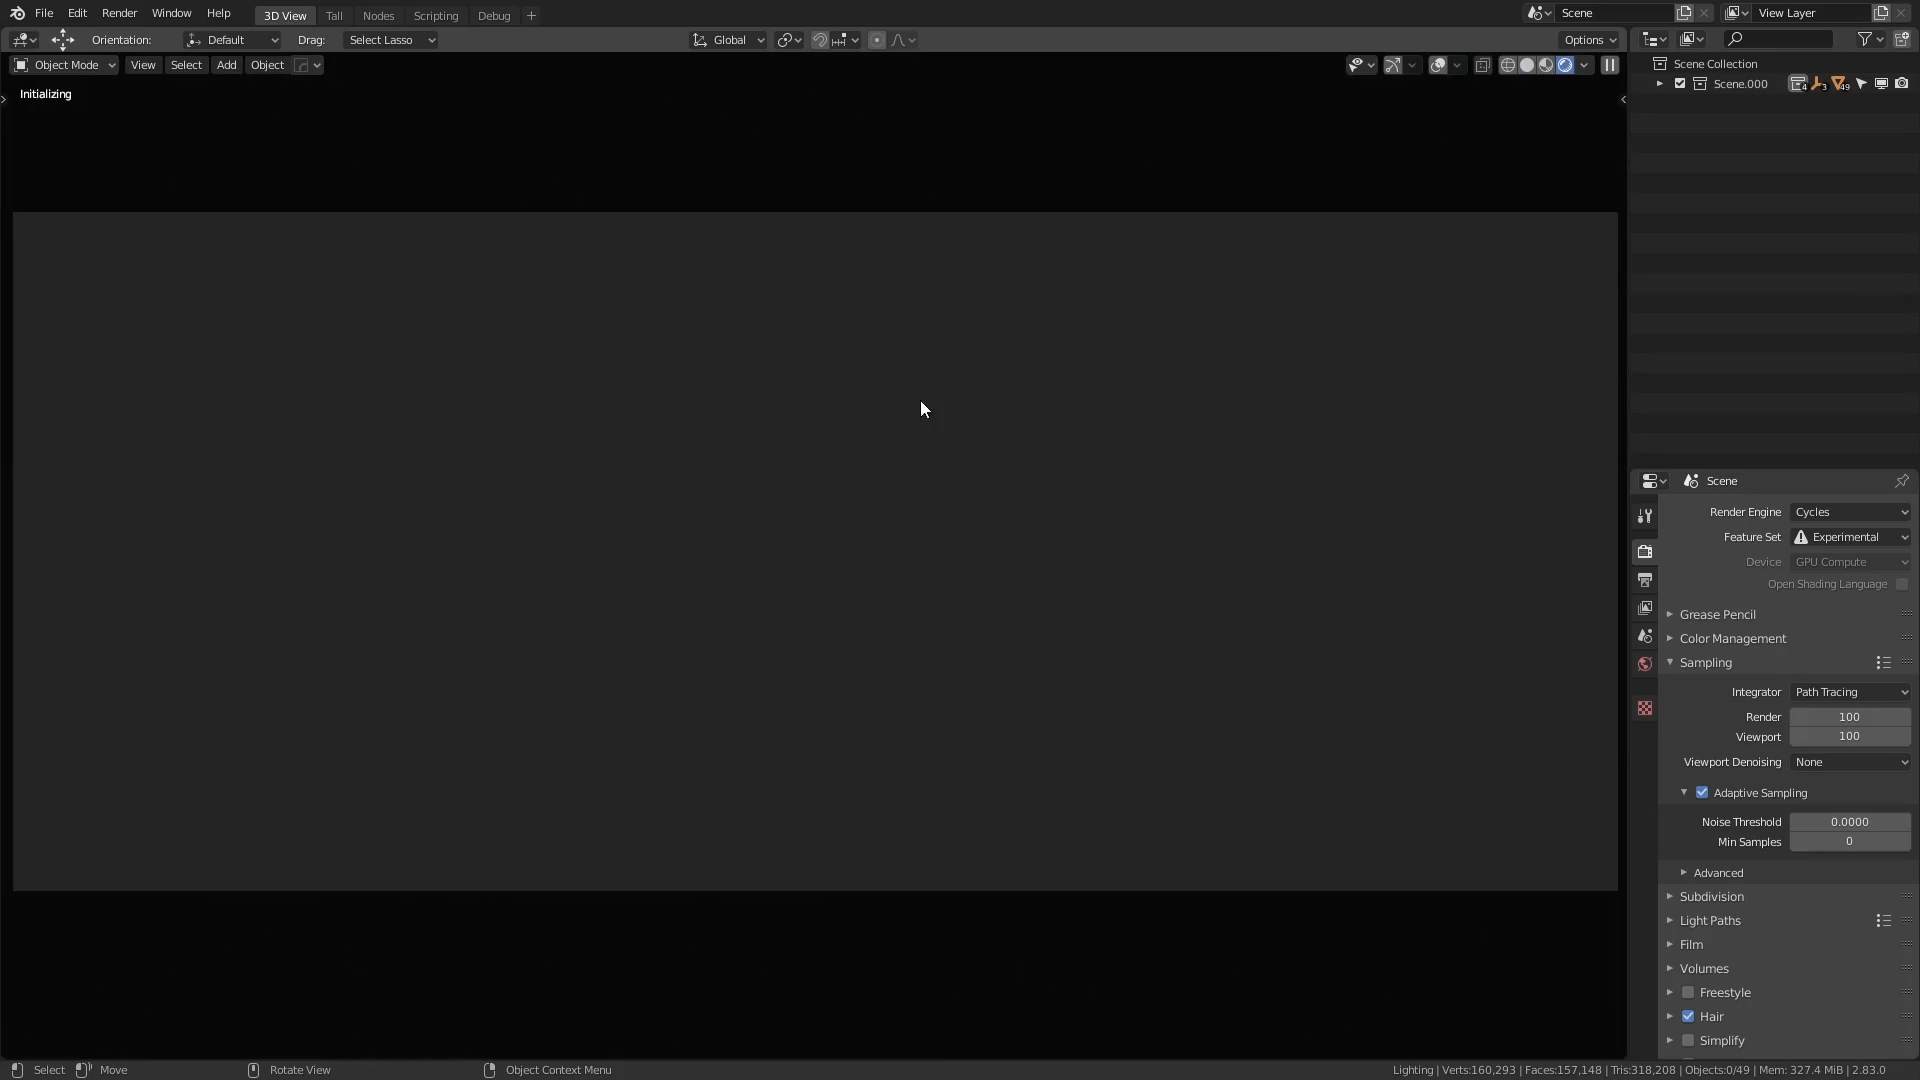 File Edit Render Window Help 3D View Tall Nodes Scripting Debug Scene View Layer
Orientation: Default Drag: Select Lasso Global Options
Object Mode View Select Add Object
Initializing
Scene Collection
Scene.000 4 3 49
Scene
Render Engine Cycles
Feature Set Experimental
Device GPU Compute
Open Shading Language
Grease Pencil
Color Management
Sampling
Integrator Path Tracing
Render 100
Viewport 100
Viewport Denoising None
Adaptive Sampling
Noise Threshold 0.0000
Min Samples 0
Advanced
Subdivision
Light Paths
Film
Volumes
Freestyle
Hair
Simplify
Select Move Rotate View Object Context Menu Lighting | Verts:160,293 | Faces:157,148 | Tris:318,208 | Objects:0/49 | Mem: 327.4 MiB | 2.83.0